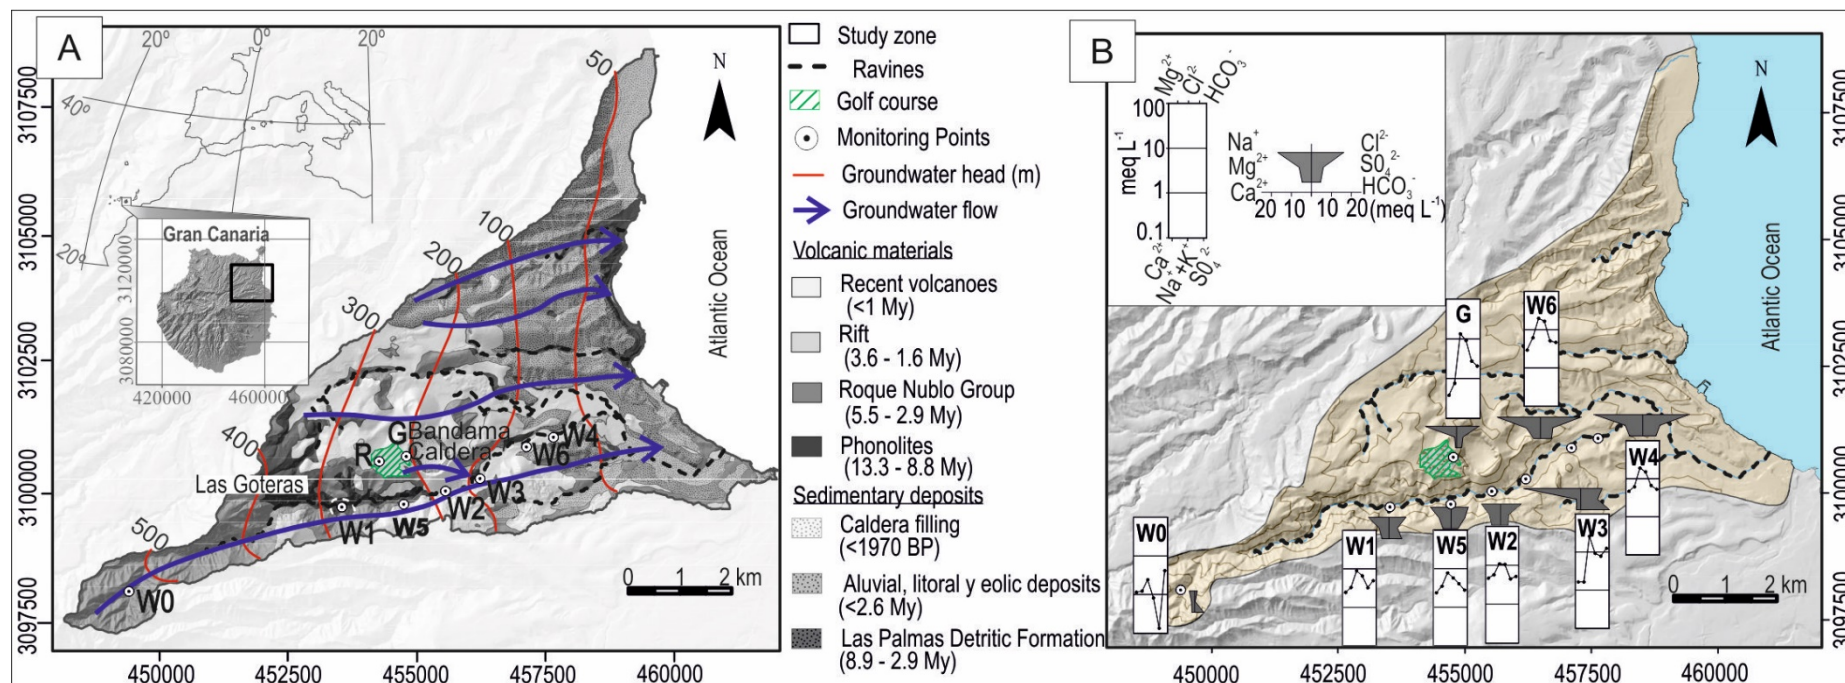 A
20º
0º
20º
40º
20º
N
3107500
3105000
3102500
3100000
3097500
Gran Canaria
3120000
3080000
420000 460000
50
100
200
300
400
500
Atlantic Ocean
G Bandama
Caldera
R
Las Goteras
W4
W6
W3
W2
W5
W1
W0
0 1 2 km
450000 452500 455000 457500 460000
Study zone
Ravines
Golf course
Monitoring Points
Groundwater head (m)
Groundwater flow
Volcanic materials
Recent volcanoes
(<1 My)
Rift
(3.6 - 1.6 My)
Roque Nublo Group
(5.5 - 2.9 My)
Phonolites
(13.3 - 8.8 My)
Sedimentary deposits
Caldera filling
(<1970 BP)
Aluvial, litoral y eolic deposits
(<2.6 My)
Las Palmas Detritic Formation
(8.9 - 2.9 My)
B
Mg²⁺
Cl²⁻
HCO₃⁻
100
10
1
0.1
meq L⁻¹
Ca²⁺
Na⁺+K⁺
SO₄²⁻
Na⁺ Cl²⁻
Mg²⁺ S0₄²⁻
Ca²⁺ HCO₃⁻
20 10 10 20 (meq L⁻¹)
N
3107500
3105000
3102500
3100000
3097500
Atlantic Ocean
G
W6
W4
W3
W2
W5
W1
W0
0 1 2 km
450000 452500 455000 457500 460000